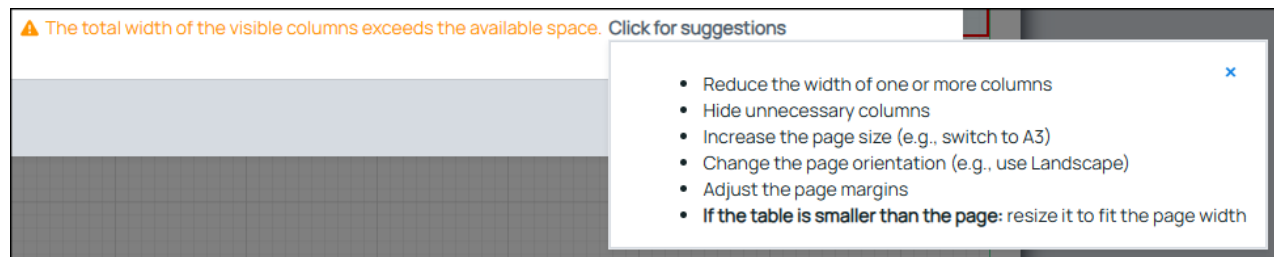 The total width of the visible columns exceeds the available space. Click for suggestions
Reduce the width of one or more columns
Hide unnecessary columns
Increase the page size (e.g., switch to A3)
Change the page orientation (e.g., use Landscape)
Adjust the page margins
If the table is smaller than the page: resize it to fit the page width